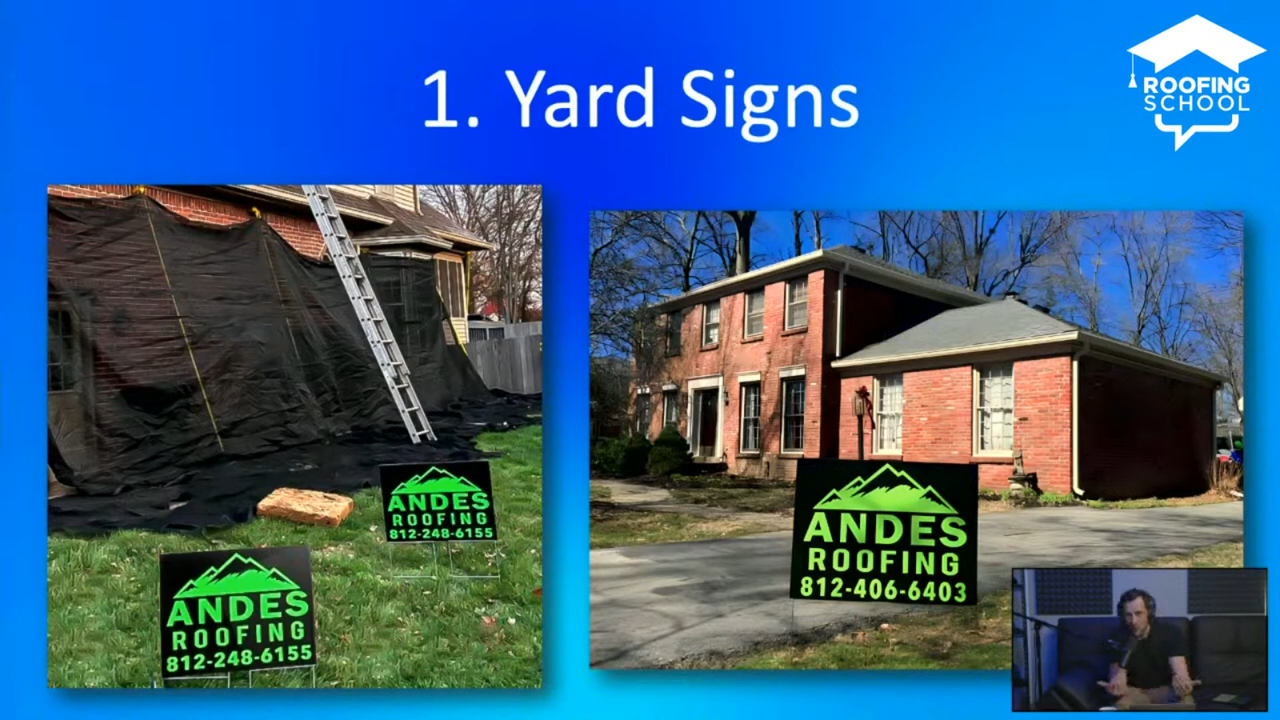 1. Yard Signs
ROOFING
SCHOOL
ANDES
ROOFING
812-248-6155
ANDES
ROOFING
812-248-6155
ANDES
ROOFING
812-406-6403